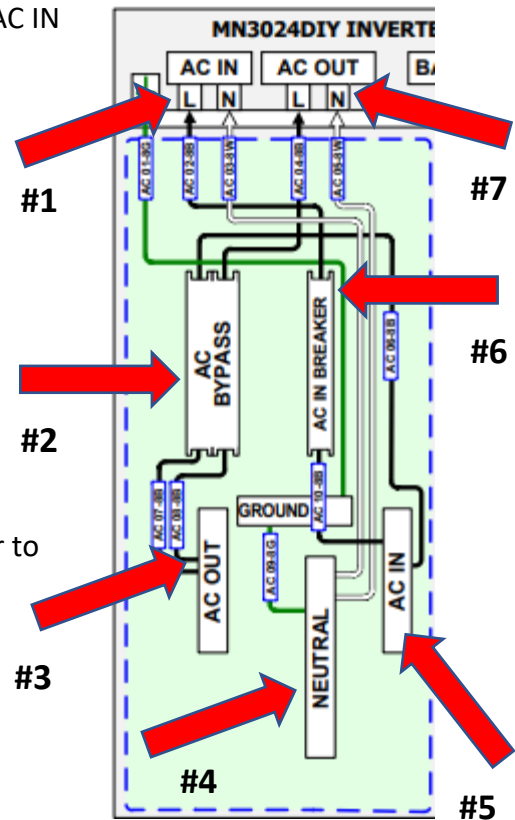 AC IN
MN3024DIY INVERTE
AC IN
AC OUT
BA
L
N
L
N
AC 01-8G
AC 02-8B
AC 03-8W
AC 04-8B
AC 05-8W
#1
#7
AC BYPASS
AC IN BREAKER
AC 06-8B
#6
#2
AC 07-8B
AC 08-8B
GROUND
AC 10-8B
r to
AC OUT
AC 09-8G
NEUTRAL
AC IN
#3
#4
#5